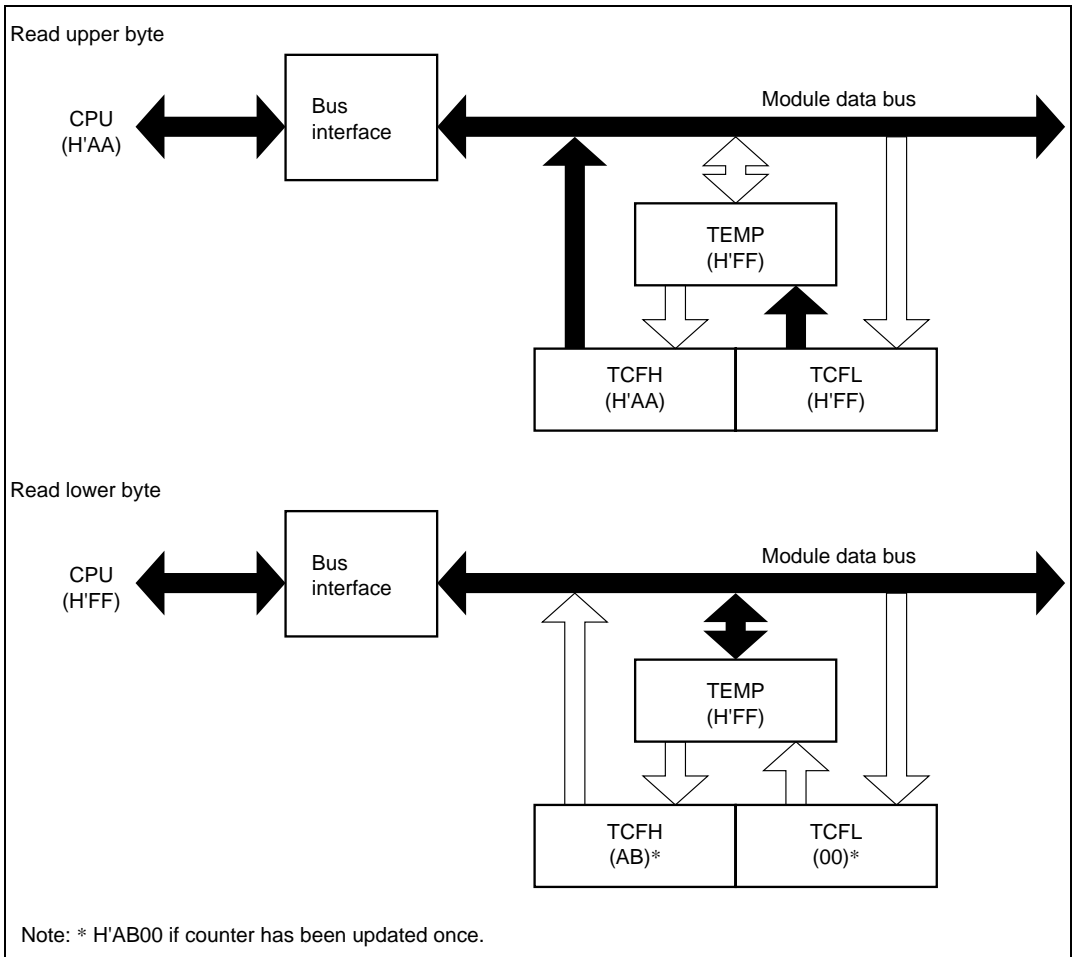 Read upper byte
CPU
(H'AA)
Bus
interface
Module data bus
TEMP
(H'FF)
TCFH
(H'AA)
TCFL
(H'FF)
Read lower byte
CPU
(H'FF)
Bus
interface
Module data bus
TEMP
(H'FF)
TCFH
(AB)*
TCFL
(00)*
Note: * H'AB00 if counter has been updated once.